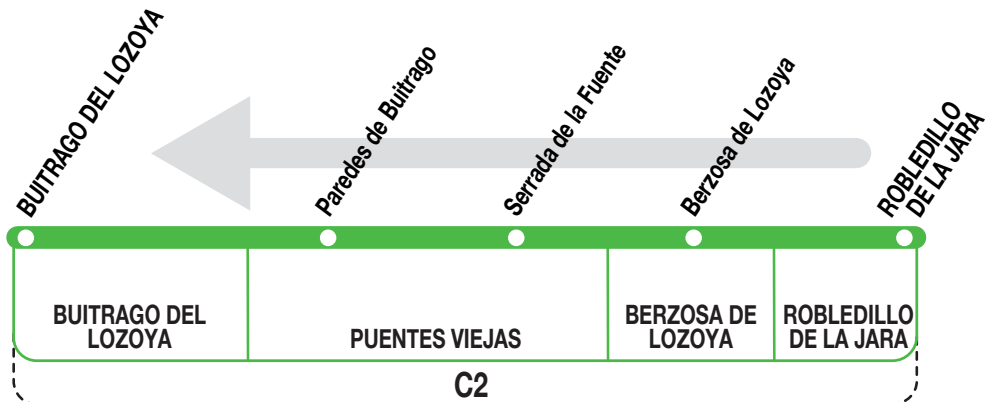 BUITRAGO DEL LOZOYA
Paredes de Buitrago
Serrada de la Fuente
Berzosa de Lozoya
ROBLEDILLO
DE LA JARA
BUITRAGO DEL
LOZOYA
PUENTES VIEJAS
BERZOSA DE
LOZOYA
ROBLEDILLO
DE LA JARA
C2